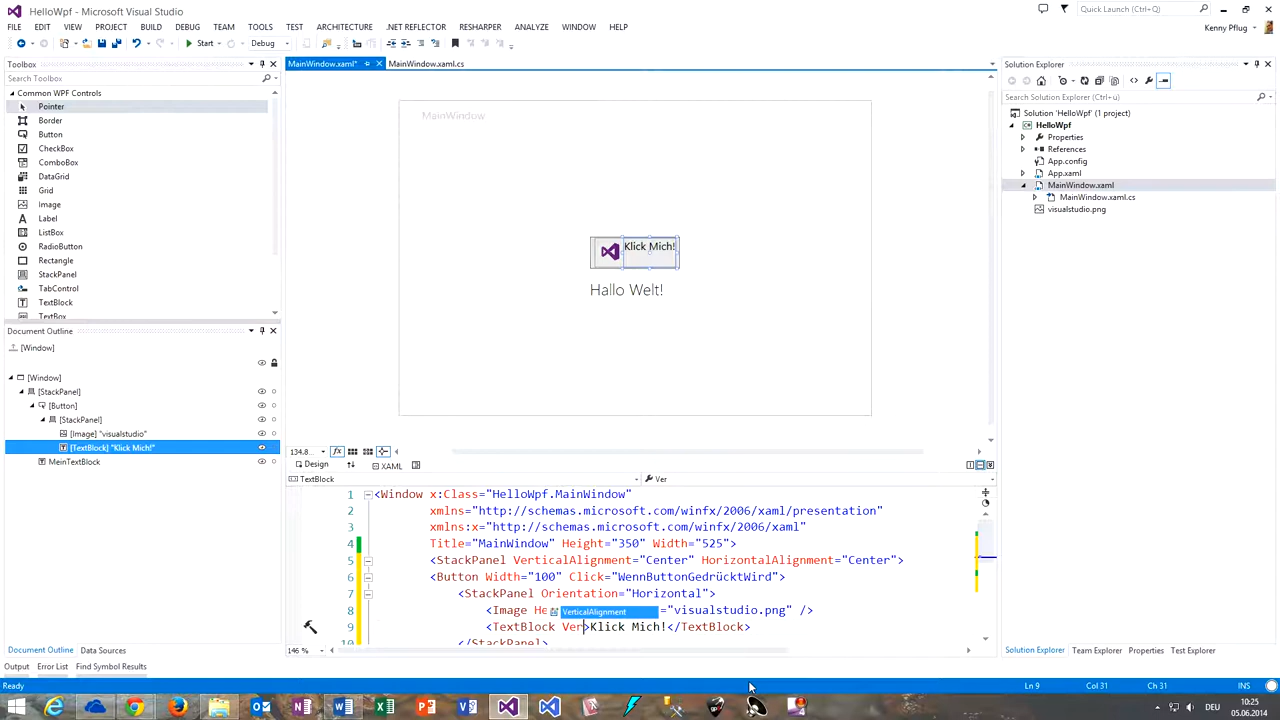 HelloWpf - Microsoft Visual Studio
Quick Launch (Ctrl+Q)
FILE EDIT VIEW PROJECT BUILD DEBUG TEAM TOOLS TEST ARCHITECTURE .NET REFLECTOR RESHARPER ANALYZE WINDOW HELP
Kenny Pflug
Start
Debug
Toolbox
Search Toolbox
Common WPF Controls
Pointer
Border
Button
CheckBox
ComboBox
DataGrid
Grid
Image
Label
ListBox
RadioButton
Rectangle
StackPanel
TabControl
TextBlock
TextBox
Document Outline
[Window]
[Window]
[StackPanel]
[Button]
[StackPanel]
[Image] "visualstudio"
[TextBlock] "Klick Mich!"
MeinTextBlock
Document Outline Data Sources
Output Error List Find Symbol Results
Ready
MainWindow.xaml* MainWindow.xaml.cs
MainWindow
Klick Mich!
Hallo Welt!
134.8...
Design XAML
TextBlock Ver
1 <Window x:Class="HelloWpf.MainWindow"
2 xmlns="http://schemas.microsoft.com/winfx/2006/xaml/presentation"
3 xmlns:x="http://schemas.microsoft.com/winfx/2006/xaml"
4 Title="MainWindow" Height="350" Width="525">
5 <StackPanel VerticalAlignment="Center" HorizontalAlignment="Center">
6 <Button Width="100" Click="WennButtonGedrücktWird">
7 <StackPanel Orientation="Horizontal">
8 <Image He VerticalAlignment ="visualstudio.png" />
9 <TextBlock Ver>Klick Mich!</TextBlock>
10 </StackPanel>
146 %
Solution Explorer
Search Solution Explorer (Ctrl+ü)
Solution 'HelloWpf' (1 project)
HelloWpf
Properties
References
App.config
App.xaml
MainWindow.xaml
MainWindow.xaml.cs
visualstudio.png
Solution Explorer Team Explorer Properties Test Explorer
Ln 9 Col 31 Ch 31 INS
DEU
10:25
05.06.2014